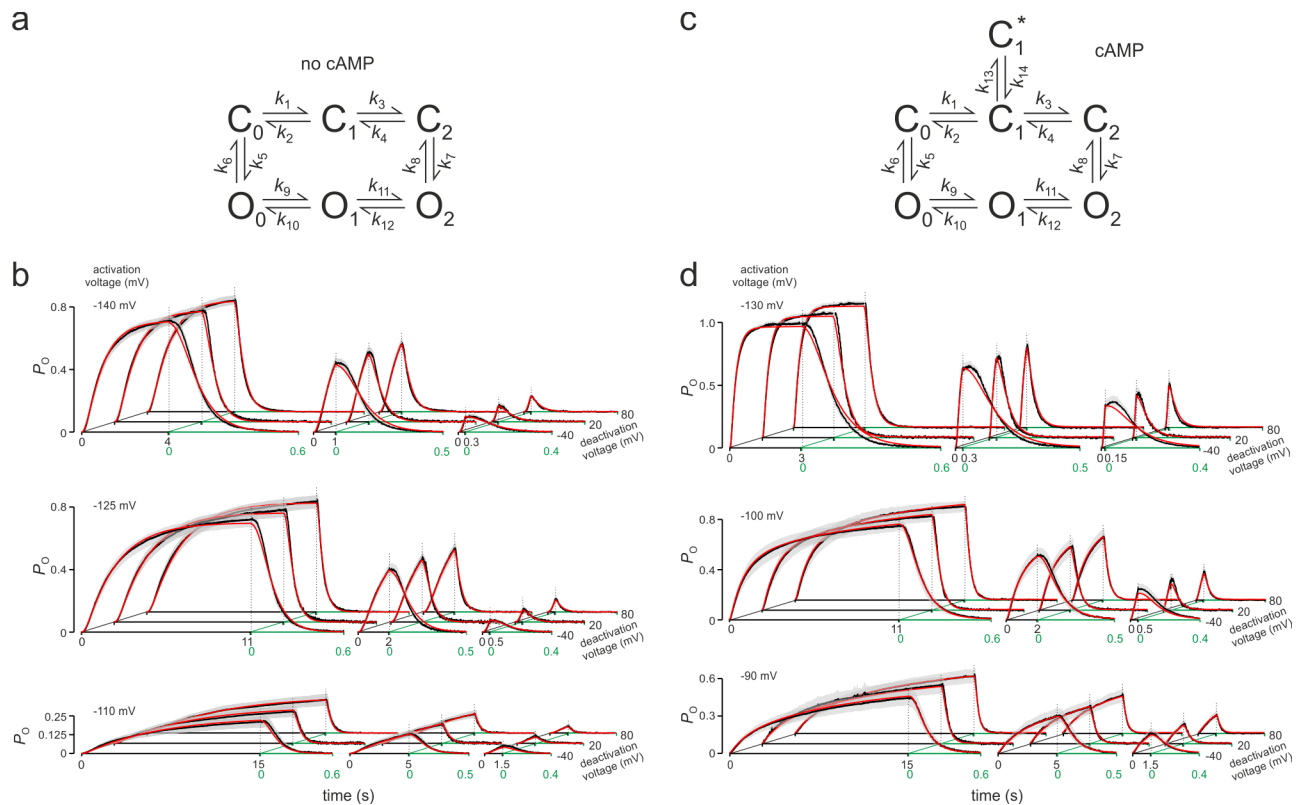 a
no cAMP
C0 k1 k2 C1 k3 k4 C2
k6 k5 k8 k7
O0 k9 k10 O1 k11 k12 O2
c
C1* cAMP
k13 k14
C0 k1 k2 C1 k3 k4 C2
k6 k5 k8 k7
O0 k9 k10 O1 k11 k12 O2
b
activation
voltage (mV)
-140 mV
PO
0.8
0.4
0
0 4 0 1 0 0.3
0 0.6 0 0.5 0 0.4
80
20
-40
deactivation
voltage (mV)
-125 mV
PO
0.8
0.4
0
0 11 0 2 0 0.5
0 0.6 0 0.5 0 0.4
80
20
-40
deactivation
voltage (mV)
-110 mV
PO
0.25
0.125
0
0 15 0 5 0 1.5
0 0.6 0 0.5 0 0.4
80
20
-40
deactivation
voltage (mV)
time (s)
d
activation
voltage (mV)
-130 mV
PO
1.0
0.5
0
0 3 0 0.3 0 0.15
0 0.6 0 0.5 0 0.4
80
20
-40
deactivation
voltage (mV)
-100 mV
PO
0.8
0.4
0
0 11 0 2 0 0.5
0 0.6 0 0.5 0 0.4
80
20
-40
deactivation
voltage (mV)
-90 mV
PO
0.6
0.3
0
0 15 0 5 0 1.5
0 0.6 0 0.5 0 0.4
80
20
-40
deactivation
voltage (mV)
time (s)